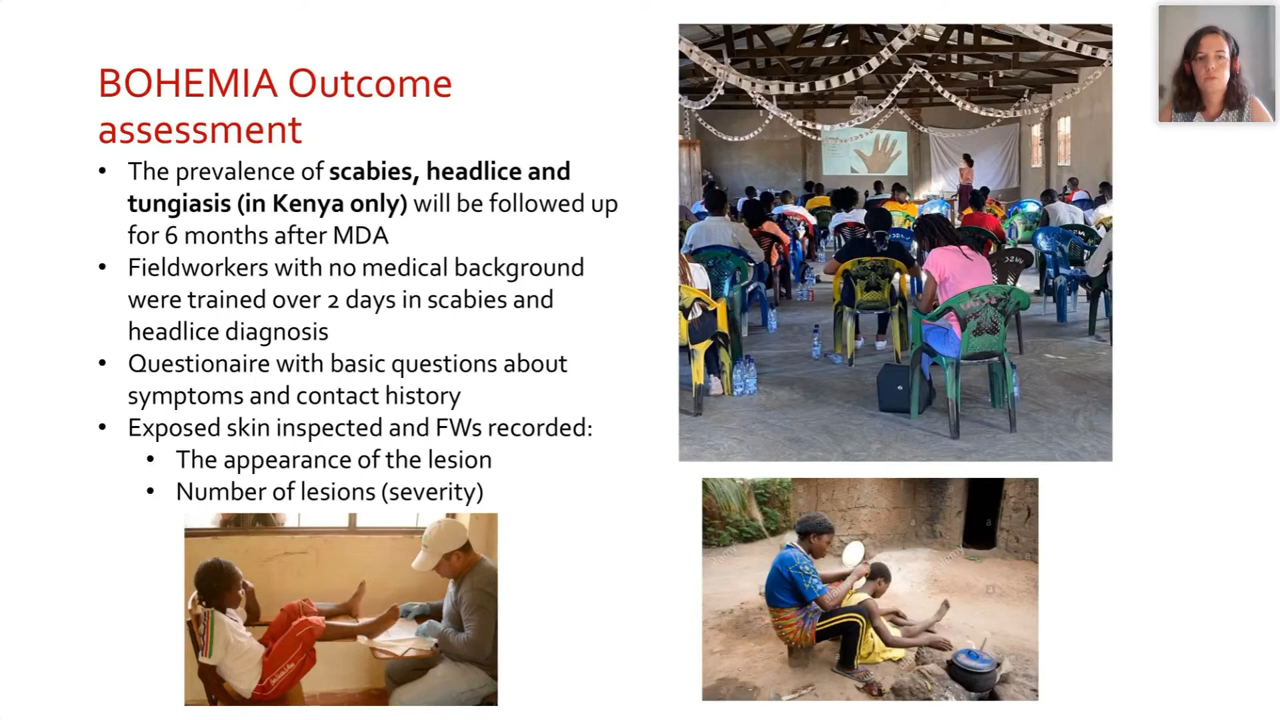 BOHEMIA Outcome
assessment
• The prevalence of scabies, headlice and
tungiasis (in Kenya only) will be followed up
for 6 months after MDA
• Fieldworkers with no medical background
were trained over 2 days in scabies and
headlice diagnosis
• Questionaire with basic questions about
symptoms and contact history
• Exposed skin inspected and FWs recorded:
• The appearance of the lesion
• Number of lesions (severity)